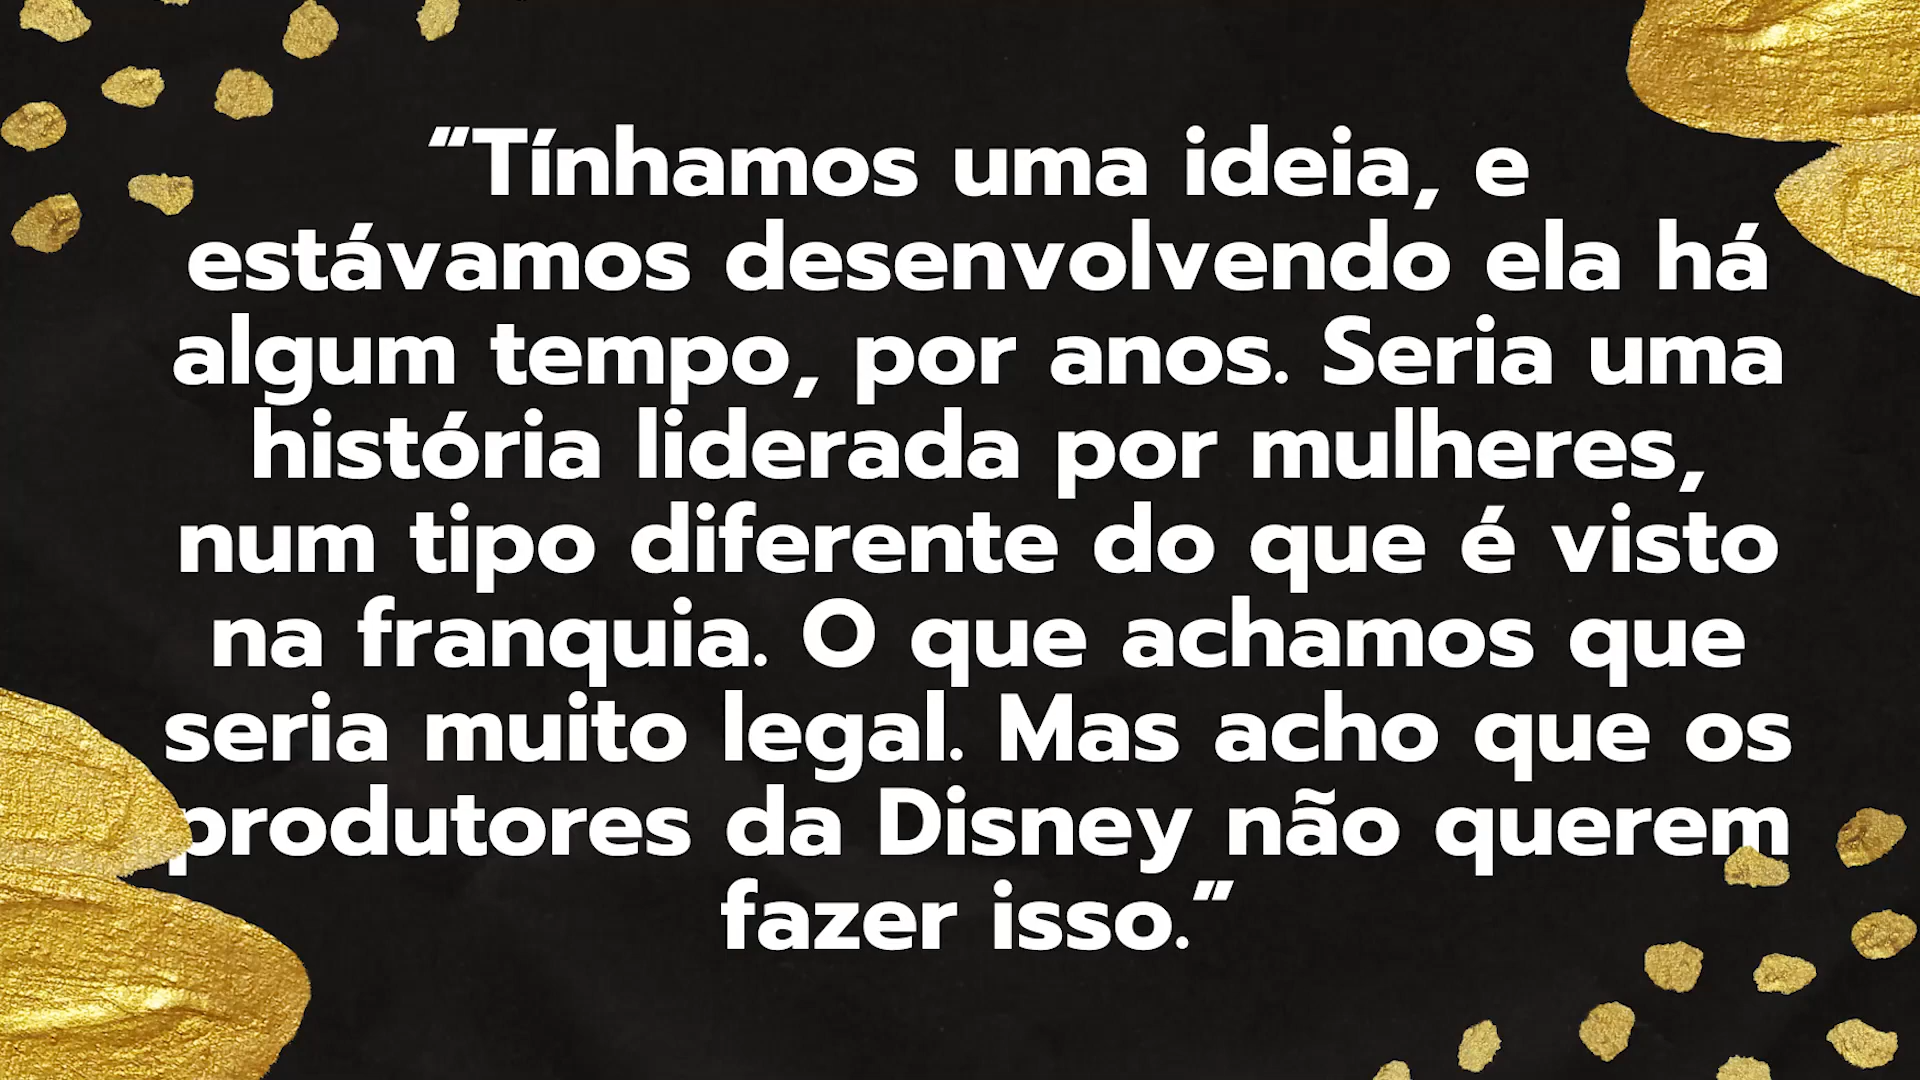 “Tínhamos uma ideia, e
estávamos desenvolvendo ela há
algum tempo, por anos. Seria uma
história liderada por mulheres,
num tipo diferente do que é visto
na franquia. O que achamos que
seria muito legal. Mas acho que os
produtores da Disney não querem
fazer isso.”